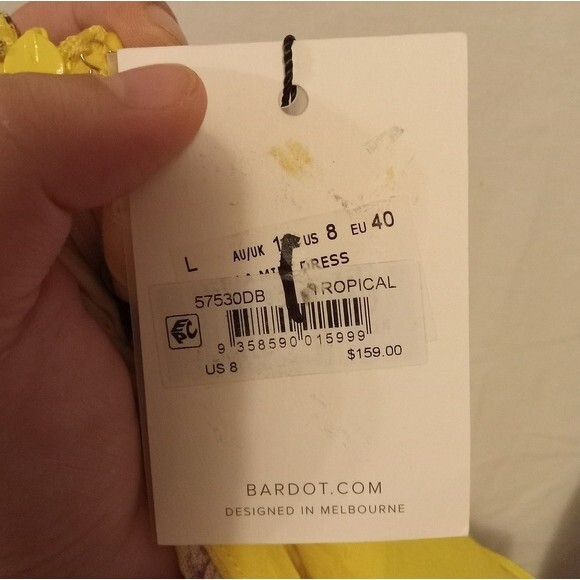 L AU/UK US 8 EU 40
DRESS
57530DB TROPICAL
EPC
9 358590 015999
US 8 $159.00
BARDOT.COM
DESIGNED IN MELBOURNE